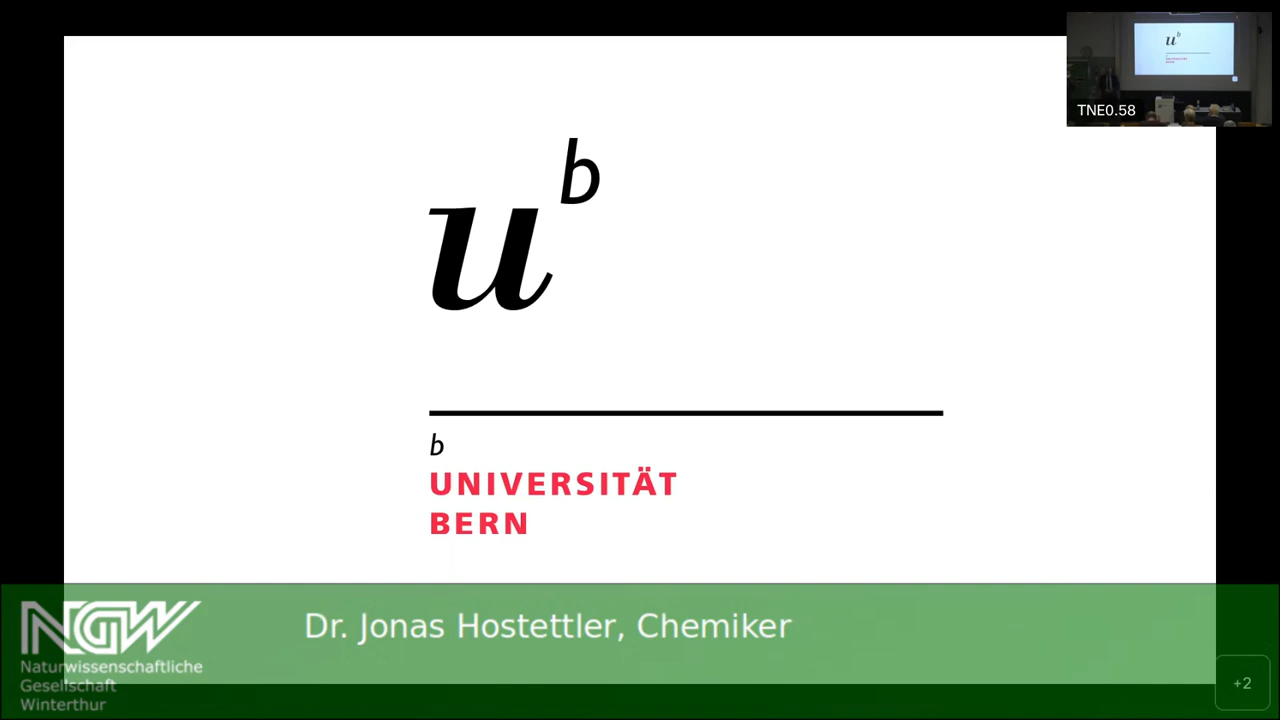 u b
b
UNIVERSITÄT
BERN
TNE0.58
NGW
Naturwissenschaftliche
Gesellschaft
Winterthur
Dr. Jonas Hostettler, Chemiker
+2